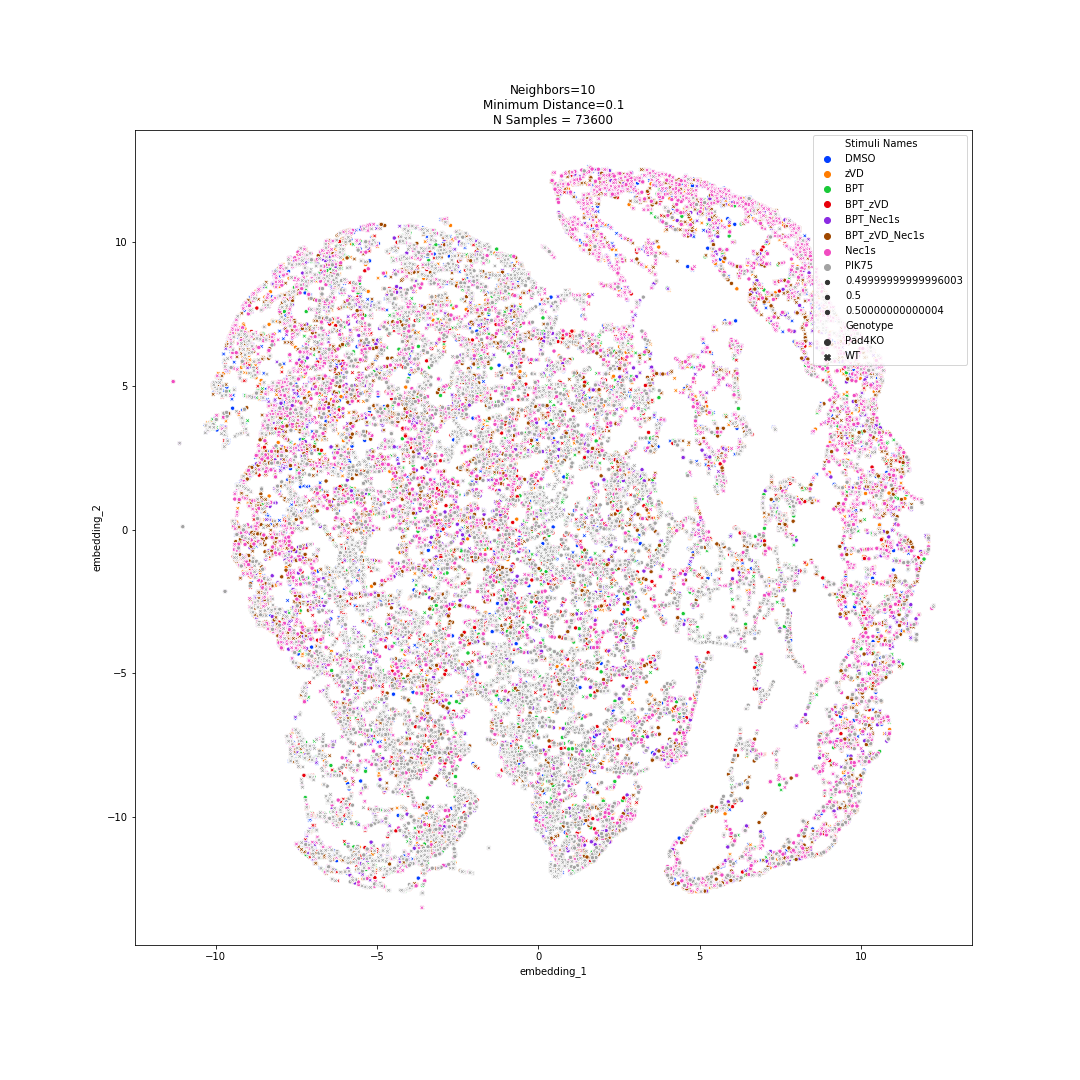 Neighbors=10
Minimum Distance=0.1
N Samples = 73600
Stimuli Names
DMSO
zVD
BPT
BPT_zVD
BPT_Nec1s
BPT_zVD_Nec1s
Nec1s
PIK75
0.49999999999996003
0.5
0.50000000000004
Genotype
Pad4KO
WT
10
5
0
−5
−10
embedding_2
−10
−5
0
5
10
embedding_1